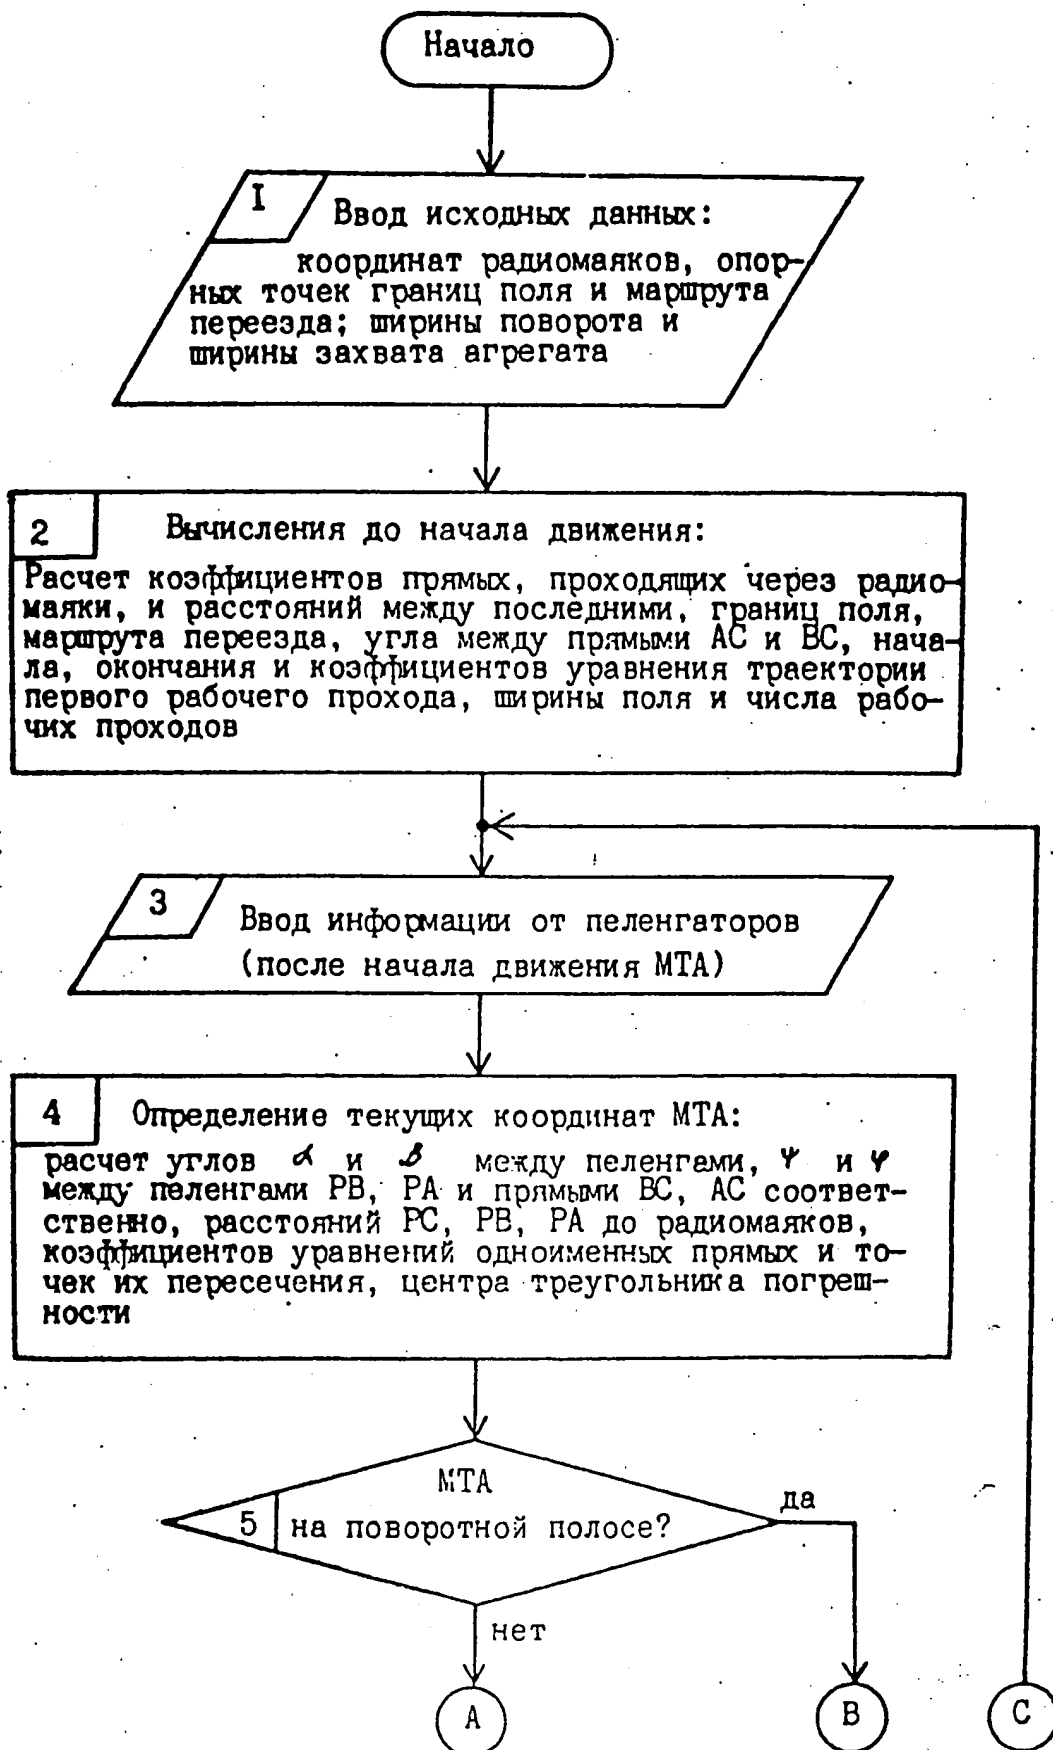 Начало
I
Ввод исходных данных:
координат радиомаяков, опор-
ных точек границ поля и маршрута
переезда; ширины поворота и
ширины захвата агрегата
2
Вычисления до начала движения:
Расчет коэффициентов прямых, проходящих через радио-
маяки, и расстояний между последними, границ поля,
маршрута переезда, угла между прямыми АС и ВС, нача-
ла, окончания и коэффициентов уравнения траектории
первого рабочего прохода, ширины поля и числа рабо-
чих проходов
3
Ввод информации от пеленгаторов
(после начала движения МТА)
4
Определение текущих координат МТА:
расчет углов α и β между пеленгами, Ψ и φ
между пеленгами РВ, РА и прямыми ВС, АС соответ-
ственно, расстояний РС, РВ, РА до радиомаяков,
коэффициентов уравнений одноименных прямых и то-
чек их пересечения, центра треугольника погреш-
ности
МТА
5
на поворотной полосе?
да
нет
А
В
С